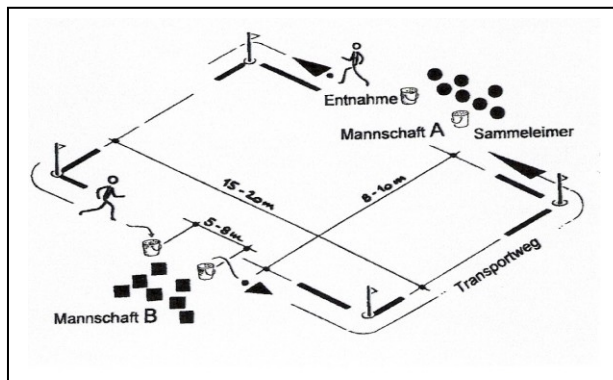 Entnahme
Mannschaft A
Sammeleimer
15-20m
8-10m
5-8m
Transportweg
Mannschaft B